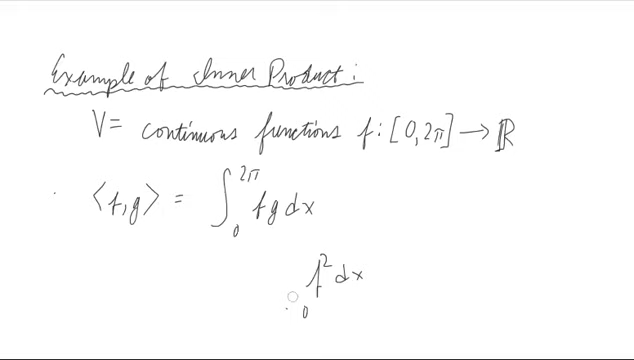 Example of Inner Product:
V = continuous functions f: [0, 2π] → ℝ
⟨f, g⟩ = ∫₀^{2π} fg dx
f² dx
0